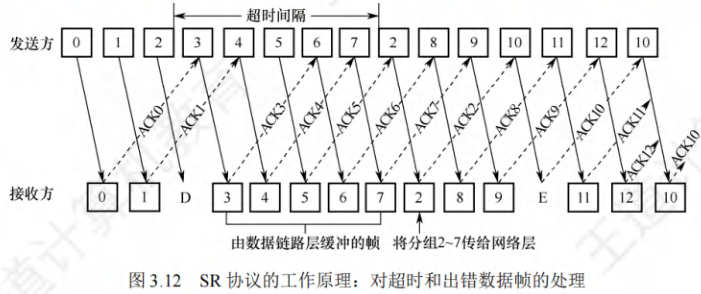 超时间隔
发送方 0 1 2 3 4 5 6 7 2 8 9 10 11 12 10
ACK0 ACK1 ACK3 ACK4 ACK5 ACK6 ACK7 ACK2 ACK8 ACK9 ACK10 ACK11 ACK12 ACK10
接收方 0 1 D 3 4 5 6 7 2 8 9 E 11 12 10
由数据链路层缓冲的帧 将分组2~7传给网络层
图 3.12 SR 协议的工作原理：对超时和出错数据帧的处理